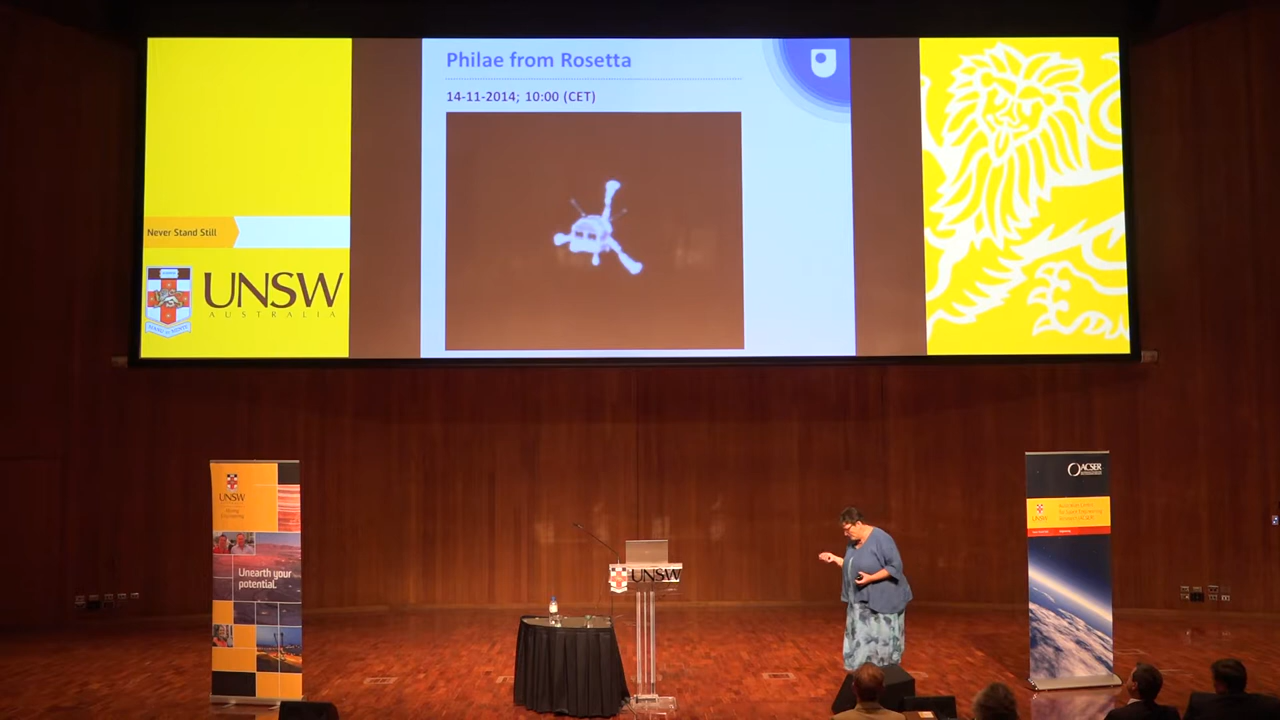 Philae from Rosetta
14-11-2014; 10:00 (CET)
Never Stand Still
UNSW
AUSTRALIA
UNSW
Unearth your
potential.
UNSW
ACSER
UNSW